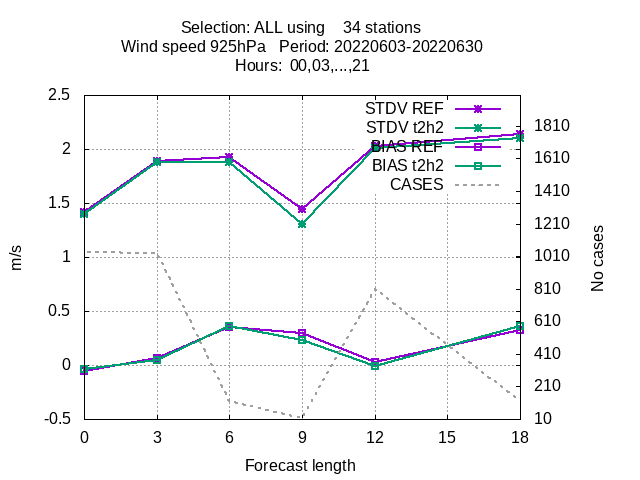 Selection: ALL using    34 stations
Wind speed 925hPa   Period: 20220603-20220630
Hours:  00,03,...,21
STDV REF
STDV t2h2
BIAS REF
BIAS t2h2
CASES
2.5
2
1.5
1
0.5
0
-0.5
m/s
1810
1610
1410
1210
1010
810
610
410
210
10
No cases
0 3 6 9 12 15 18
Forecast length